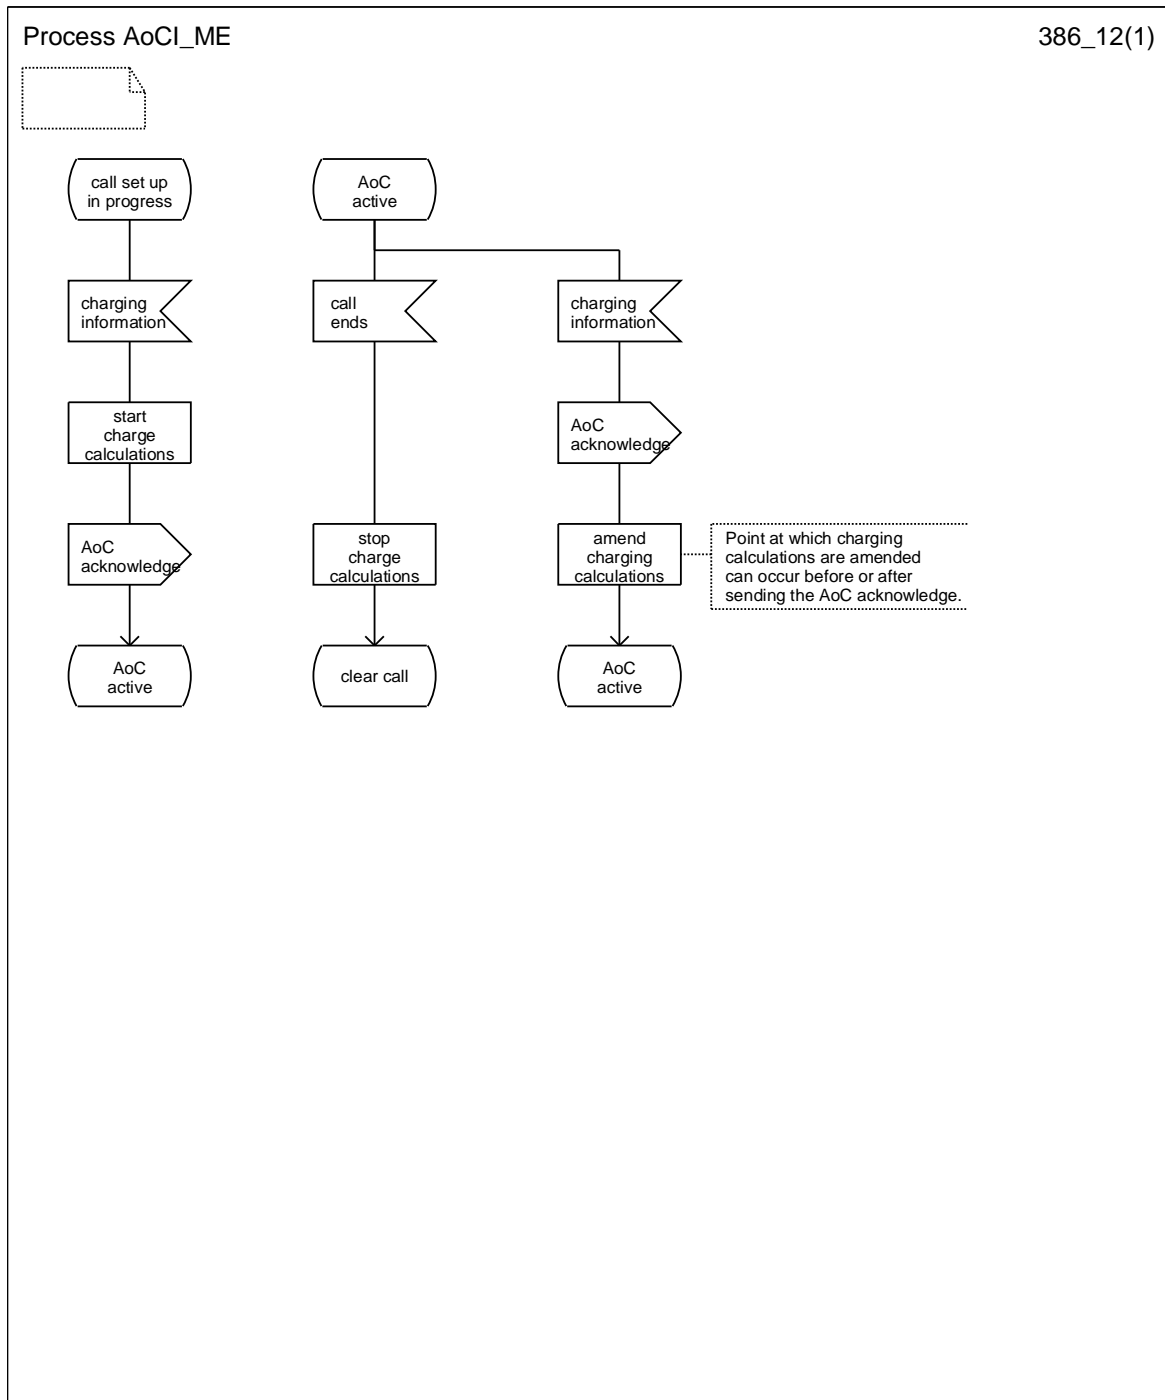 Process AoCI_ME
386_12(1)
call set up
in progress
charging
information
start
charge
calculations
AoC
acknowledge
AoC
active
AoC
active
call
ends
stop
charge
calculations
clear call
charging
information
AoC
acknowledge
amend
charging
calculations
Point at which charging
calculations are amended
can occur before or after
sending the AoC acknowledge.
AoC
active